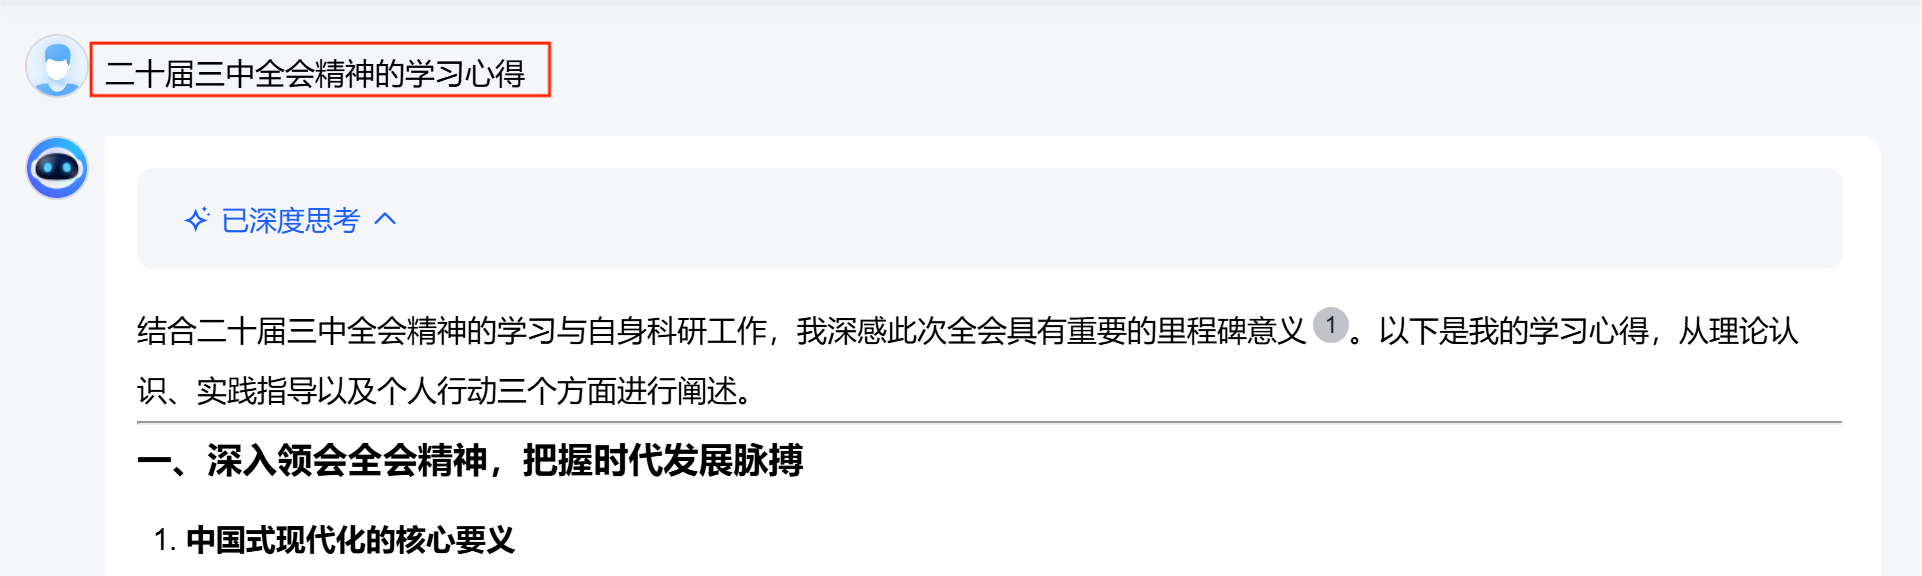 二十届三中全会精神的学习心得
已深度思考
结合二十届三中全会精神的学习与自身科研工作，我深感此次全会具有重要的里程碑意义 1 。以下是我的学习心得，从理论认
识、实践指导以及个人行动三个方面进行阐述。
一、深入领会全会精神，把握时代发展脉搏
1. 中国式现代化的核心要义